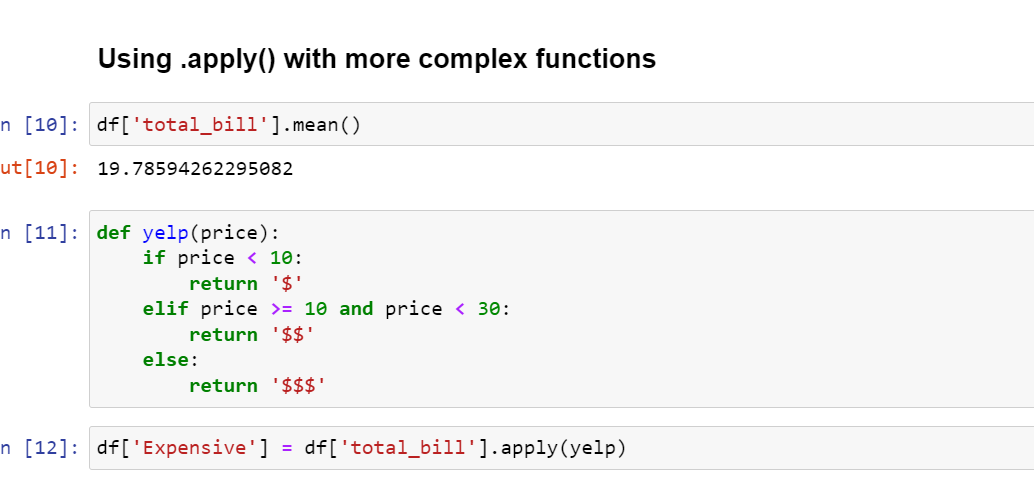 Using .apply() with more complex functions
n [10]: df['total_bill'].mean()
ut[10]: 19.78594262295082
n [11]: def yelp(price):
    if price < 10:
        return '$'
    elif price >= 10 and price < 30:
        return '$$'
    else:
        return '$$$'
n [12]: df['Expensive'] = df['total_bill'].apply(yelp)